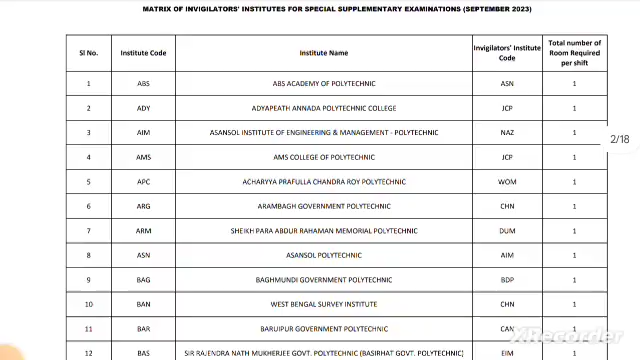 MATRIX OF INVIGILATORS' INSTITUTES FOR SPECIAL SUPPLEMENTARY EXAMINATIONS (SEPTEMBER 2023)
Sl No. Institute Code Institute Name Invigilators' Institute Code Total number of Room Required per shift
1 ABS ABS ACADEMY OF POLYTECHNIC ASN 1
2 ADY ADYAPEATH ANNADA POLYTECHNIC COLLEGE JCP 1
3 AIM ASANSOL INSTITUTE OF ENGINEERING & MANAGEMENT - POLYTECHNIC NAZ 1
2/18
4 AMS AMS COLLEGE OF POLYTECHNIC JCP 1
5 APC ACHARYYA PRAFULLA CHANDRA ROY POLYTECHNIC WOM 1
6 ARG ARAMBAGH GOVERNMENT POLYTECHNIC CHN 1
7 ARM SHEIKH PARA ABDUR RAHAMAN MEMORIAL POLYTECHNIC DUM 1
8 ASN ASANSOL POLYTECHNIC AIM 1
9 BAG BAGHMUNDI GOVERNMENT POLYTECHNIC BDP 1
10 BAN WEST BENGAL SURVEY INSTITUTE CHN 1
11 BAR BARUIPUR GOVERNMENT POLYTECHNIC CAN 1
XRecorder
12 BAS SIR RAJENDRA NATH MUKHERJEE GOVT. POLYTECHNIC (BASIRHAT GOVT. POLYTECHNIC) EIM 1